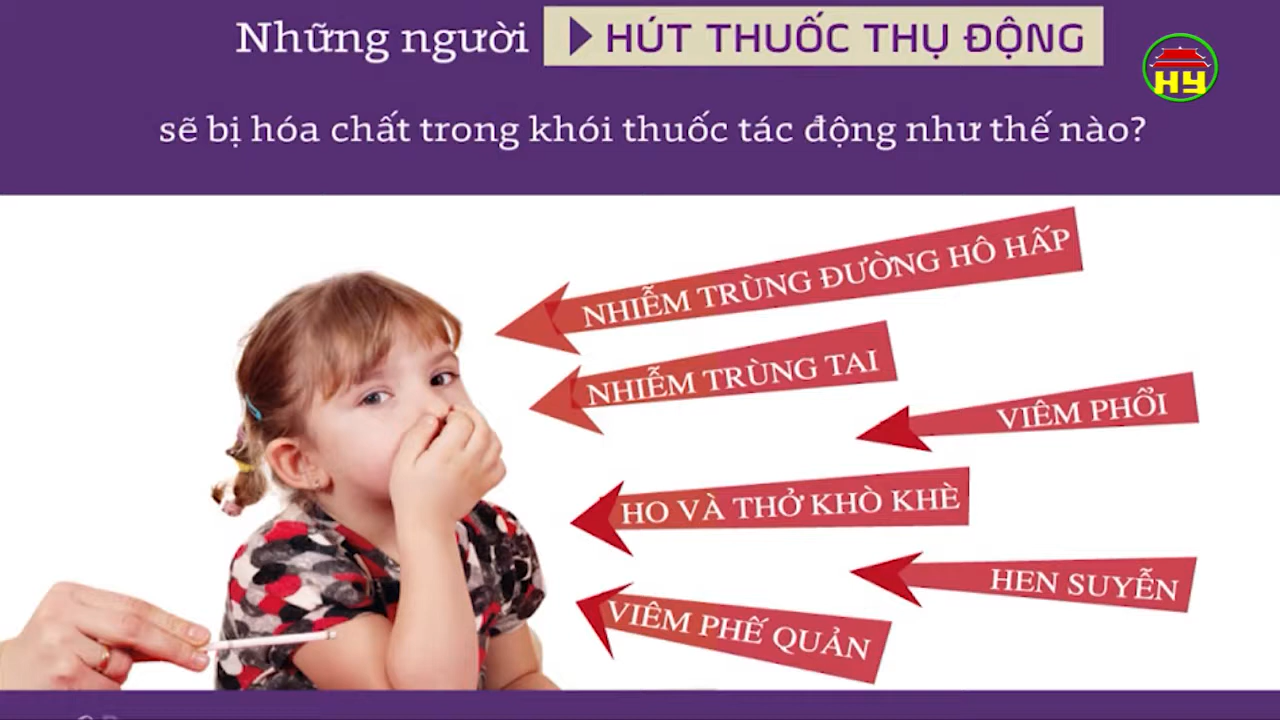 Những người HÚT THUỐC THỤ ĐỘNG
HY
sẽ bị hóa chất trong khói thuốc tác động như thế nào?
NHIỄM TRÙNG ĐƯỜNG HÔ HẤP
NHIỄM TRÙNG TAI
VIÊM PHỔI
HO VÀ THỞ KHÒ KHÈ
HEN SUYỄN
VIÊM PHẾ QUẢN